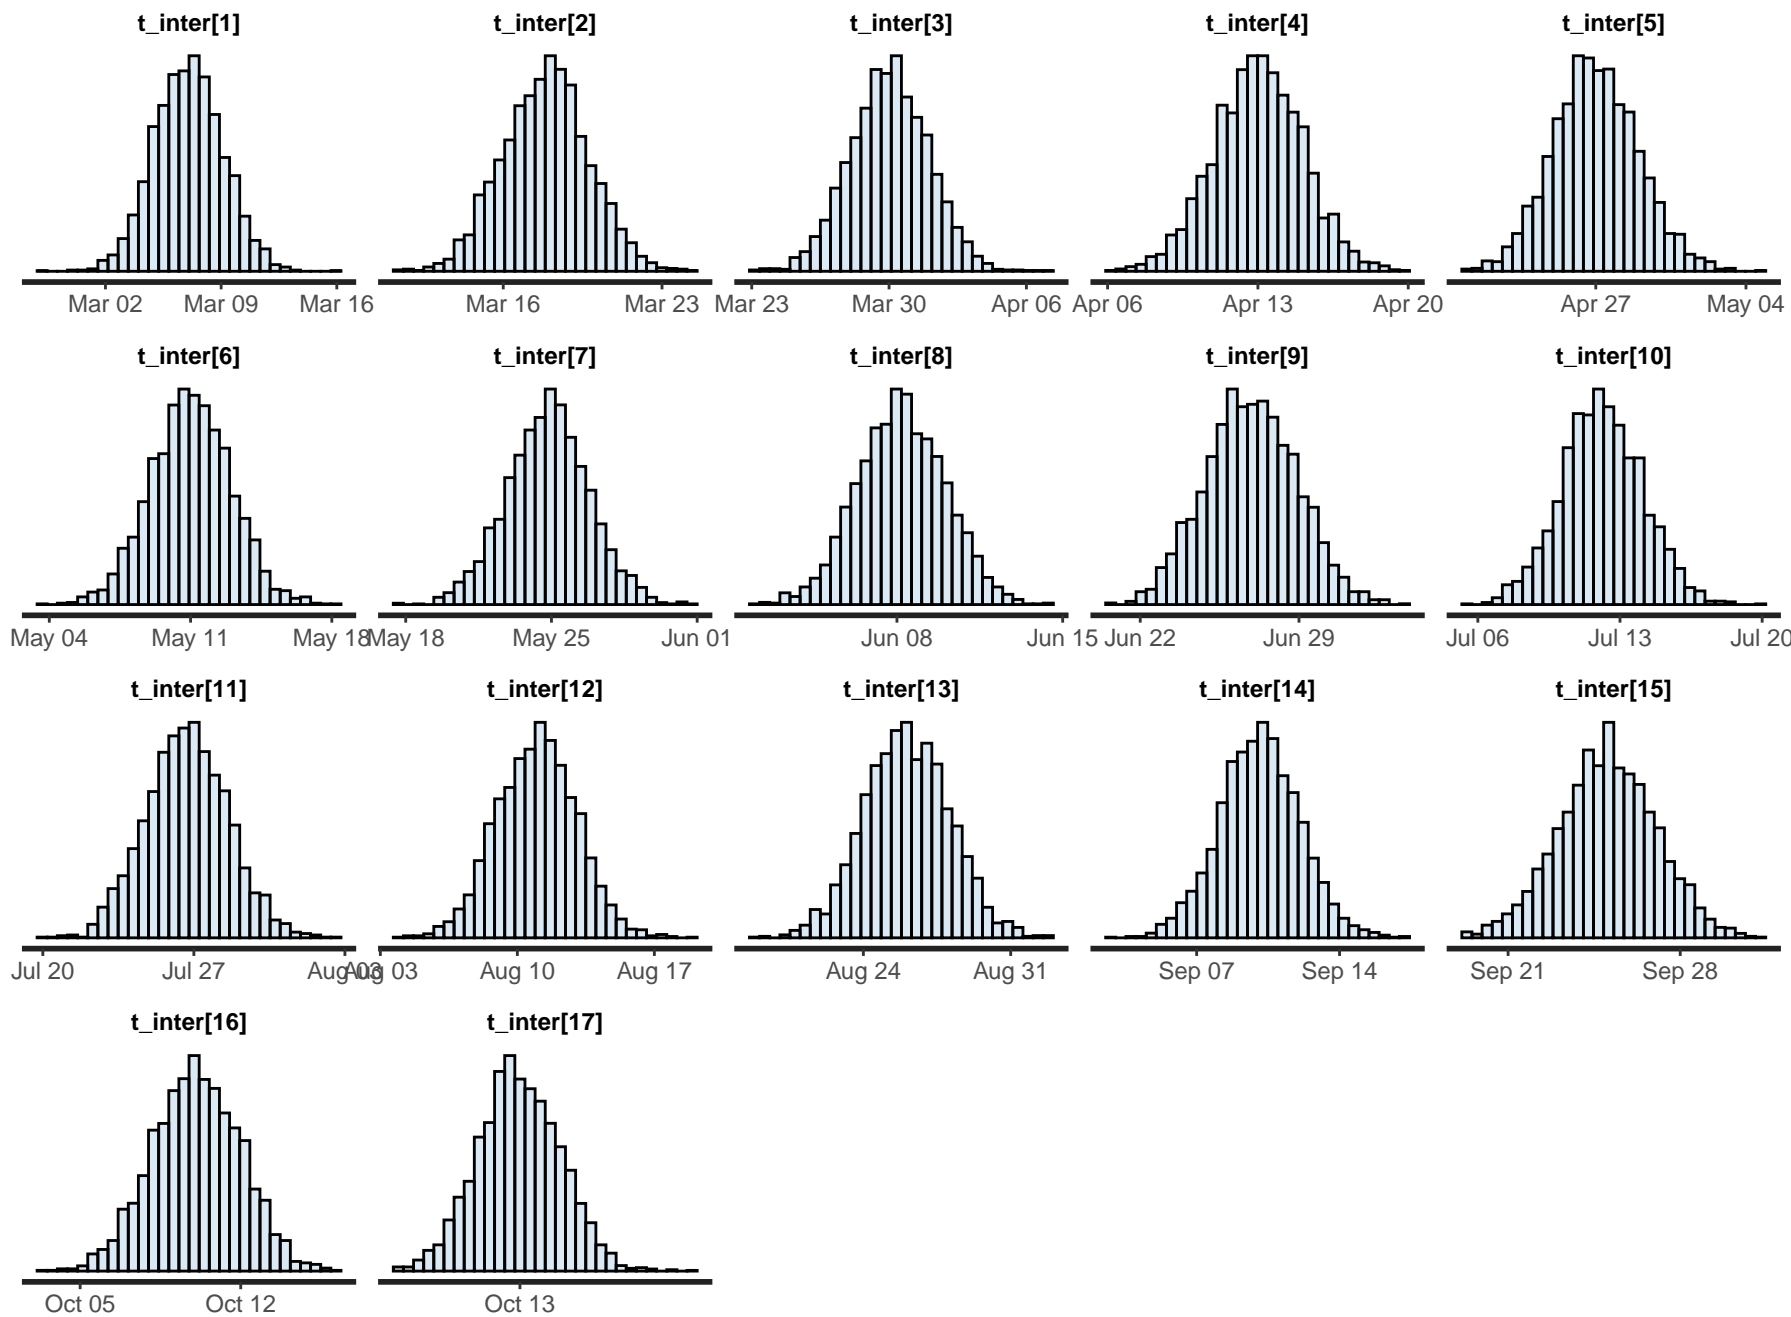 t_inter[1] t_inter[2] t_inter[3] t_inter[4] t_inter[5]
Mar 02 Mar 09 Mar 16 Mar 16 Mar 23 Mar 23 Mar 30 Apr 06 Apr 06 Apr 13 Apr 20 Apr 27 May 04
t_inter[6] t_inter[7] t_inter[8] t_inter[9] t_inter[10]
May 04 May 11 May 18 May 18 May 25 Jun 01 Jun 08 Jun 15 Jun 22 Jun 29 Jul 06 Jul 13 Jul 20
t_inter[11] t_inter[12] t_inter[13] t_inter[14] t_inter[15]
Jul 20 Jul 27 Aug 03 Aug 03 Aug 10 Aug 17 Aug 24 Aug 31 Sep 07 Sep 14 Sep 21 Sep 28
t_inter[16] t_inter[17]
Oct 05 Oct 12 Oct 13